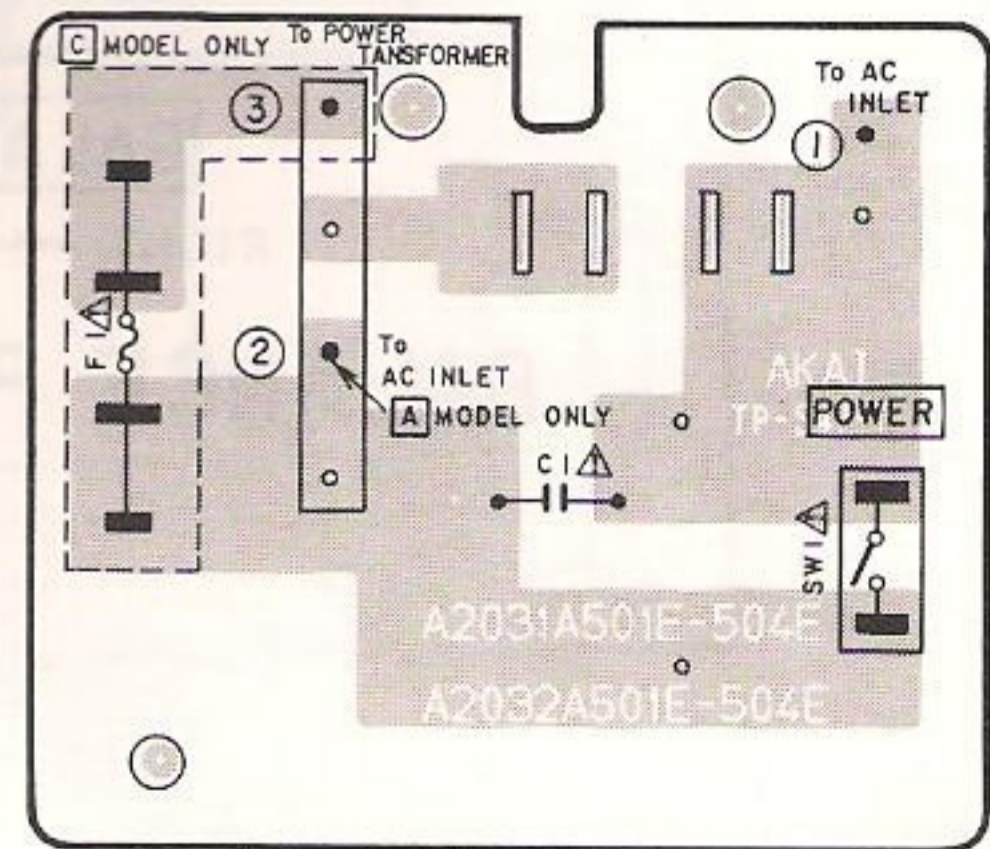 C MODEL ONLY
To POWER
TANSFORMER
To AC
INLET
3
1
F 1
2
To
AC INLET
A MODEL ONLY
AKAI
POWER
C1
SW1
A2031A501E-504E
A2032A501E-504E